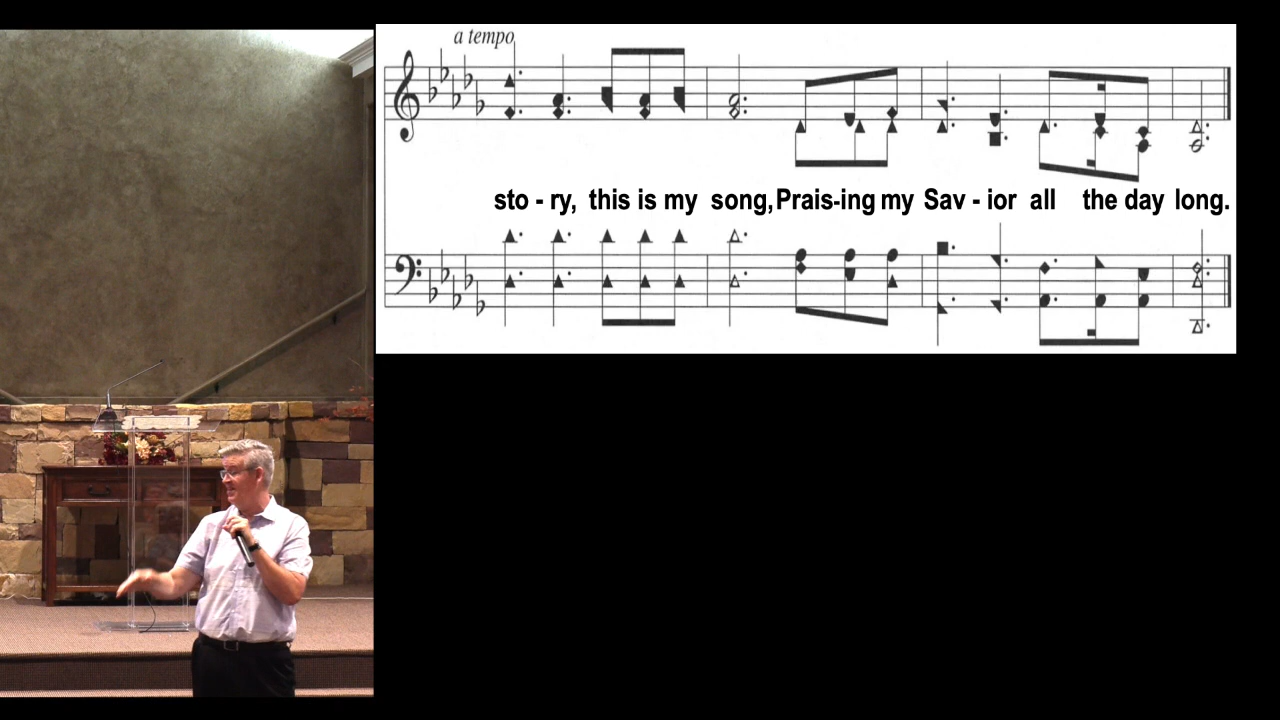 a tempo
sto - ry, this is my song, Prais-ing my Sav - ior all the day long.